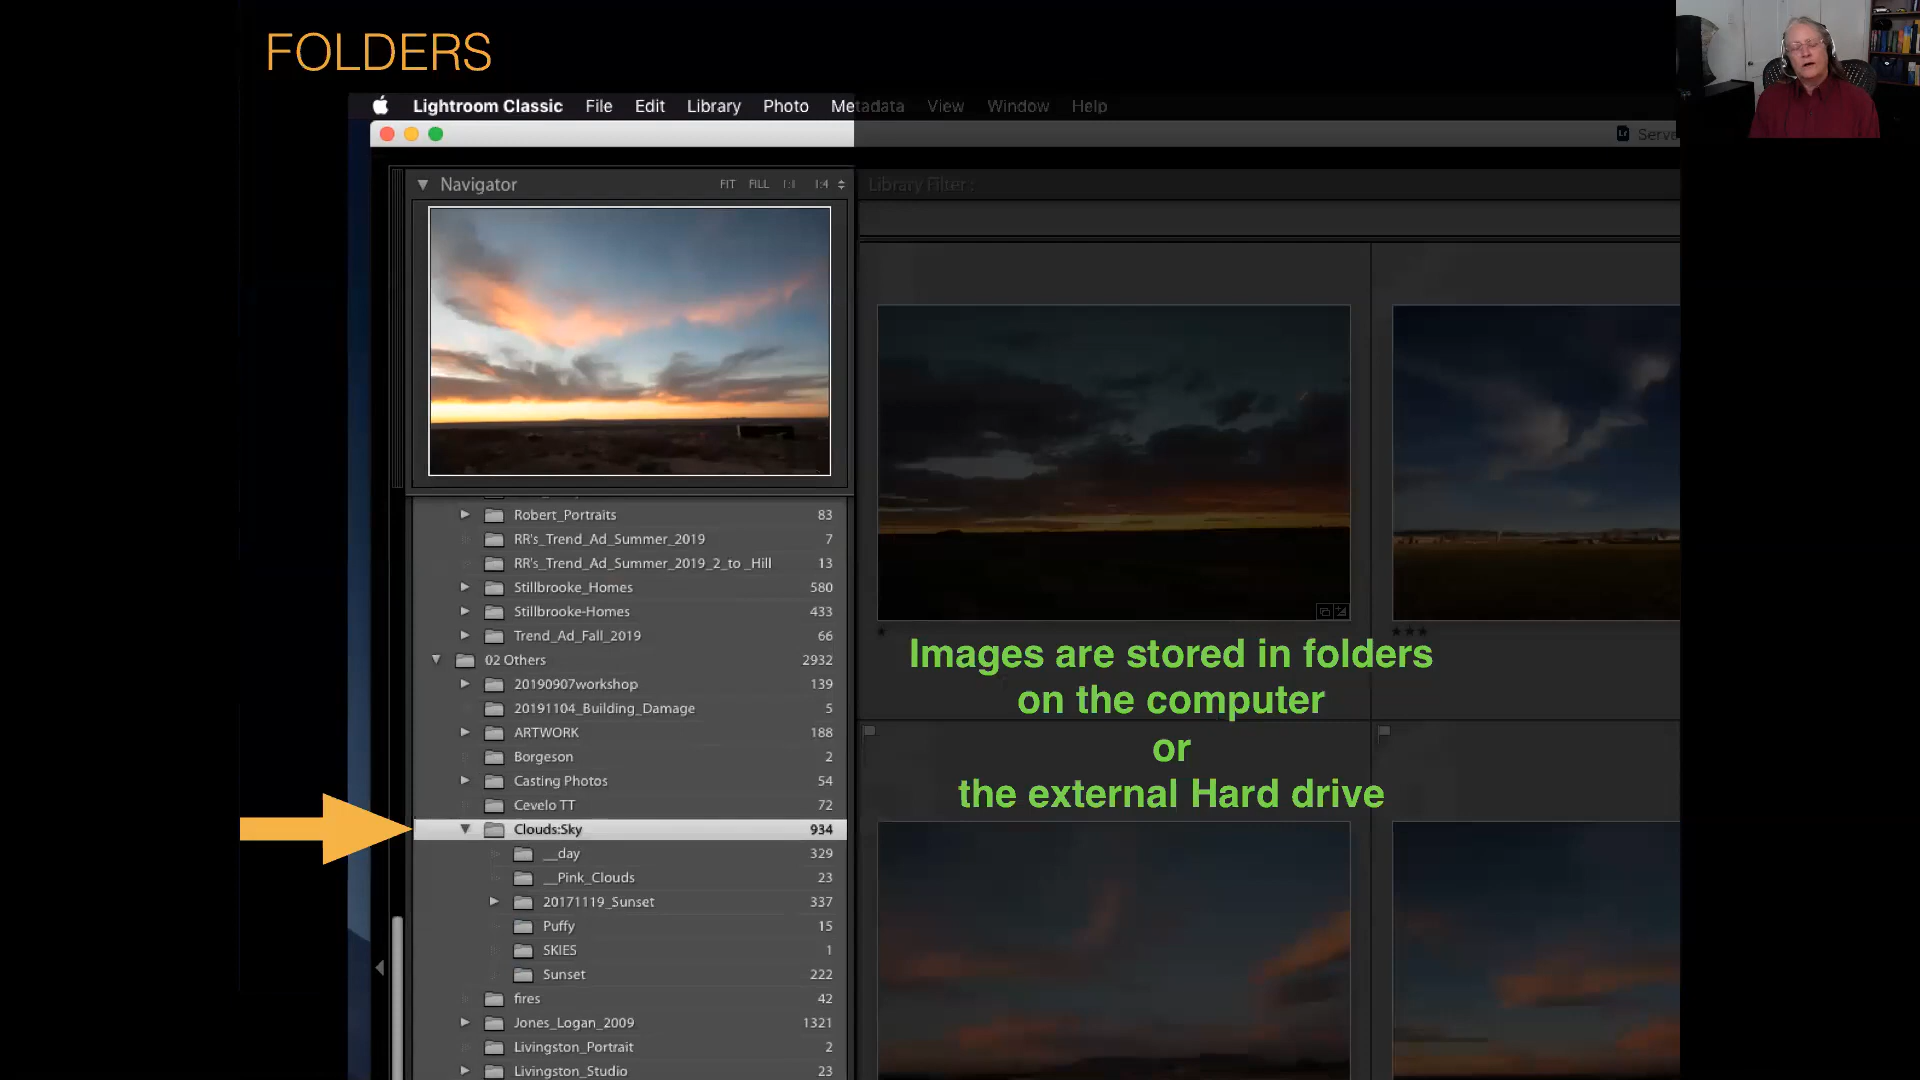 FOLDERS
Lightroom Classic File Edit Library Photo Metadata View Window Help
Navigator FIT FILL 1:1 1:4
Library Filter :
Robert_Portraits 83
RR's_Trend_Ad_Summer_2019 7
RR's_Trend_Ad_Summer_2019_2_to _Hill 13
Stillbrooke_Homes 580
Stillbrooke-Homes 433
Trend_Ad_Fall_2019 66
02 Others 2932
20190907workshop 139
20191104_Building_Damage 5
ARTWORK 188
Borgeson 2
Casting Photos 54
Cevelo TT 72
Clouds:Sky 934
__day 329
__Pink_Clouds 23
20171119_Sunset 337
Puffy 15
SKIES 1
Sunset 222
fires 42
Jones_Logan_2009 1321
Livingston_Portrait 2
Livingston_Studio 23
Images are stored in folders
on the computer
or
the external Hard drive